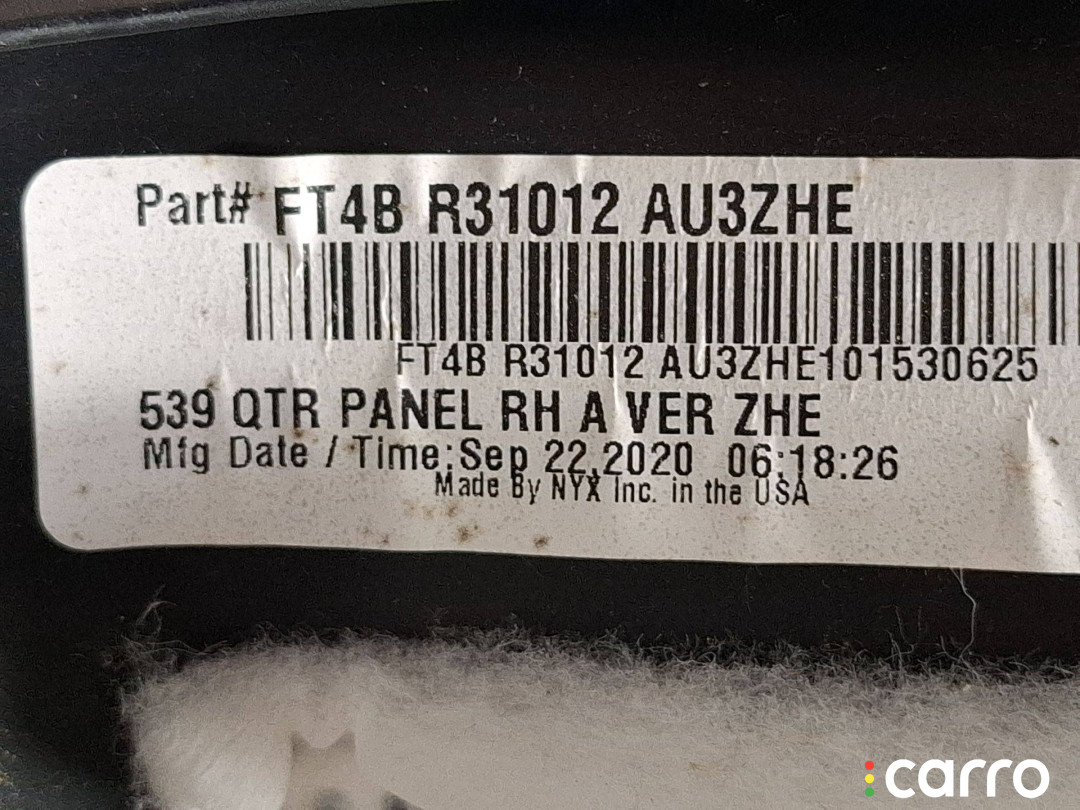 Part# FT4B R31012 AU3ZHE
FT4B R31012 AU3ZHE101530625
539 QTR PANEL RH A VER ZHE
Mfg Date / Time:Sep 22,2020 06:18:26
Made By NYX Inc. in the USA
carro